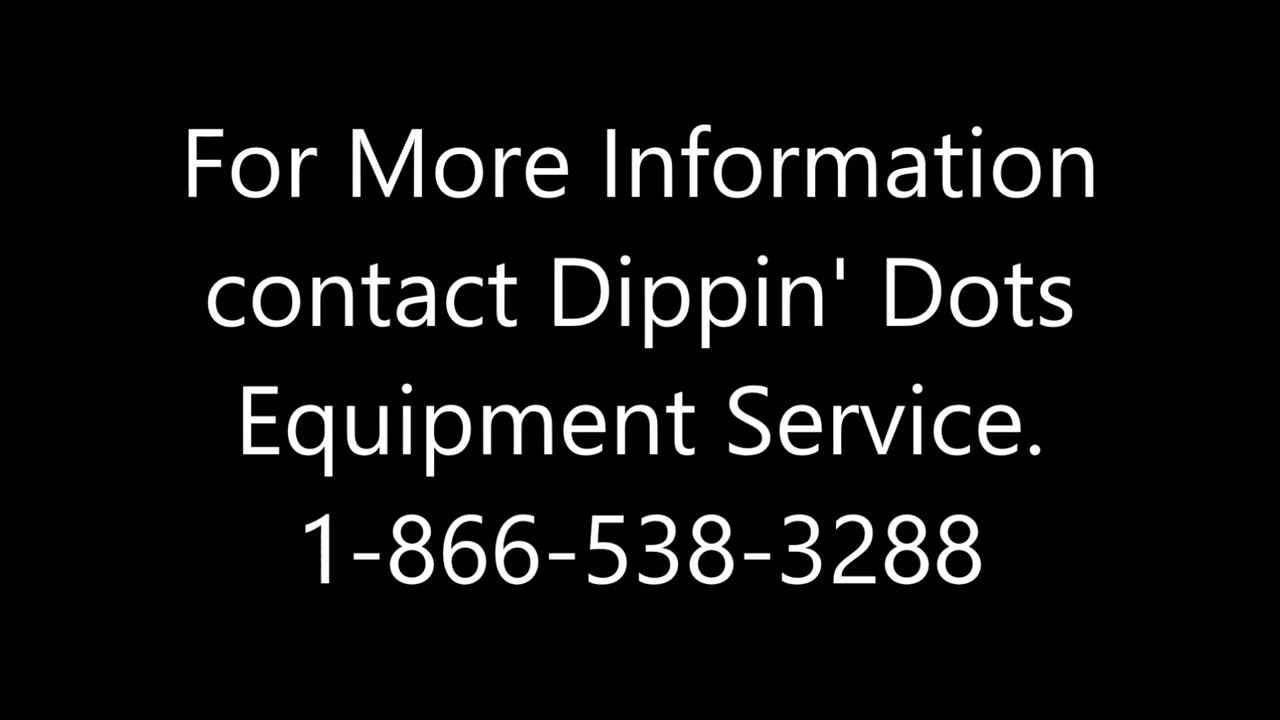 For More Information
contact Dippin' Dots
Equipment Service.
1-866-538-3288